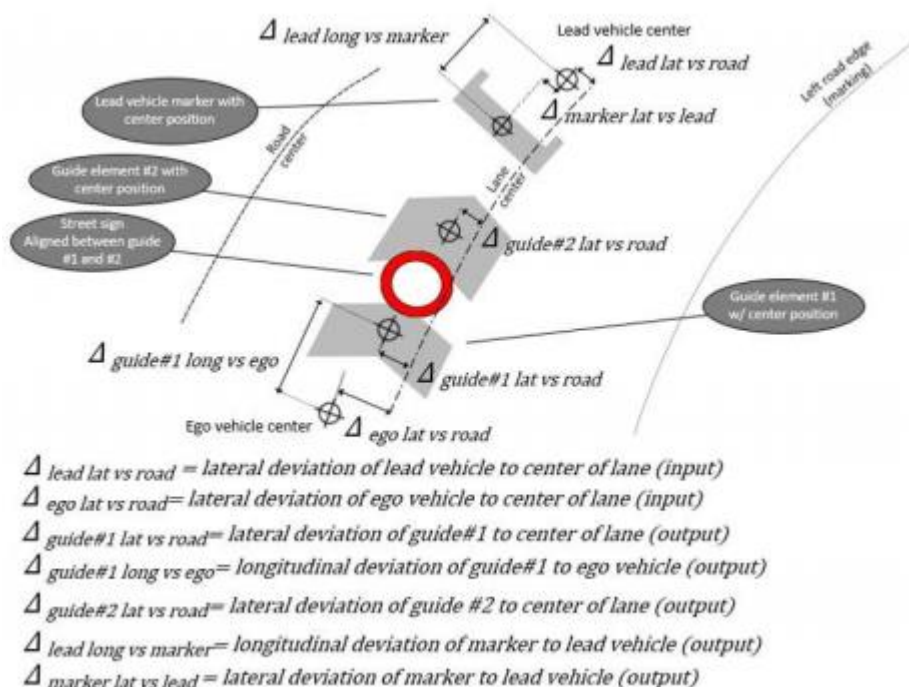 Δ lead long vs marker
Lead vehicle center
Δ lead lat vs road
Left road edge
(marking)
Lead vehicle marker with
center position
Road
center
Δ marker lat vs lead
Guide element #2 with
center position
Lane
center
Street sign
Aligned between guide
#1 and #2
Δ guide#2 lat vs road
Guide element #1
w/ center position
Δ guide#1 long vs ego
Δ guide#1 lat vs road
Ego vehicle center
Δ ego lat vs road
Δ lead lat vs road = lateral deviation of lead vehicle to center of lane (input)
Δ ego lat vs road= lateral deviation of ego vehicle to center of lane (input)
Δ guide#1 lat vs road= lateral deviation of guide#1 to center of lane (output)
Δ guide#1 long vs ego= longitudinal deviation of guide#1 to ego vehicle (output)
Δ guide#2 lat vs road= lateral deviation of guide #2 to center of lane (output)
Δ lead long vs marker= longitudinal deviation of marker to lead vehicle (output)
Δ marker lat vs lead= lateral deviation of marker to lead vehicle (output)